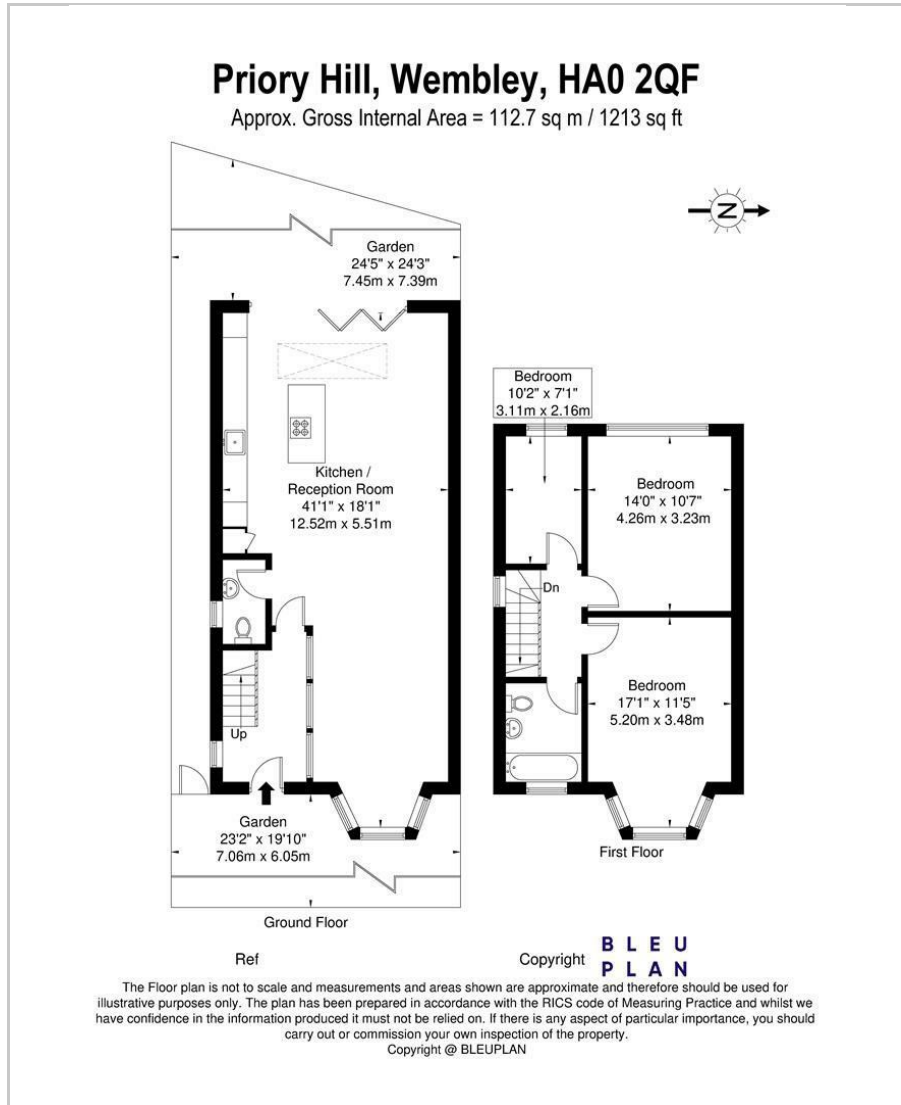 Priory Hill, Wembley, HA0 2QF
Approx. Gross Internal Area = 112.7 sq m / 1213 sq ft
N
Garden
24'5" x 24'3"
7.45m x 7.39m
Kitchen /
Reception Room
41'1" x 18'1"
12.52m x 5.51m
Up
Garden
23'2" x 19'10"
7.06m x 6.05m
Ground Floor
Bedroom
10'2" x 7'1"
3.11m x 2.16m
Bedroom
14'0" x 10'7"
4.26m x 3.23m
Dn
Bedroom
17'1" x 11'5"
5.20m x 3.48m
First Floor
Ref
Copyright
BLEU
PLAN
The Floor plan is not to scale and measurements and areas shown are approximate and therefore should be used for
illustrative purposes only. The plan has been prepared in accordance with the RICS code of Measuring Practice and whilst we
have confidence in the information produced it must not be relied on. If there is any aspect of particular importance, you should
carry out or commission your own inspection of the property.
Copyright @ BLEUPLAN